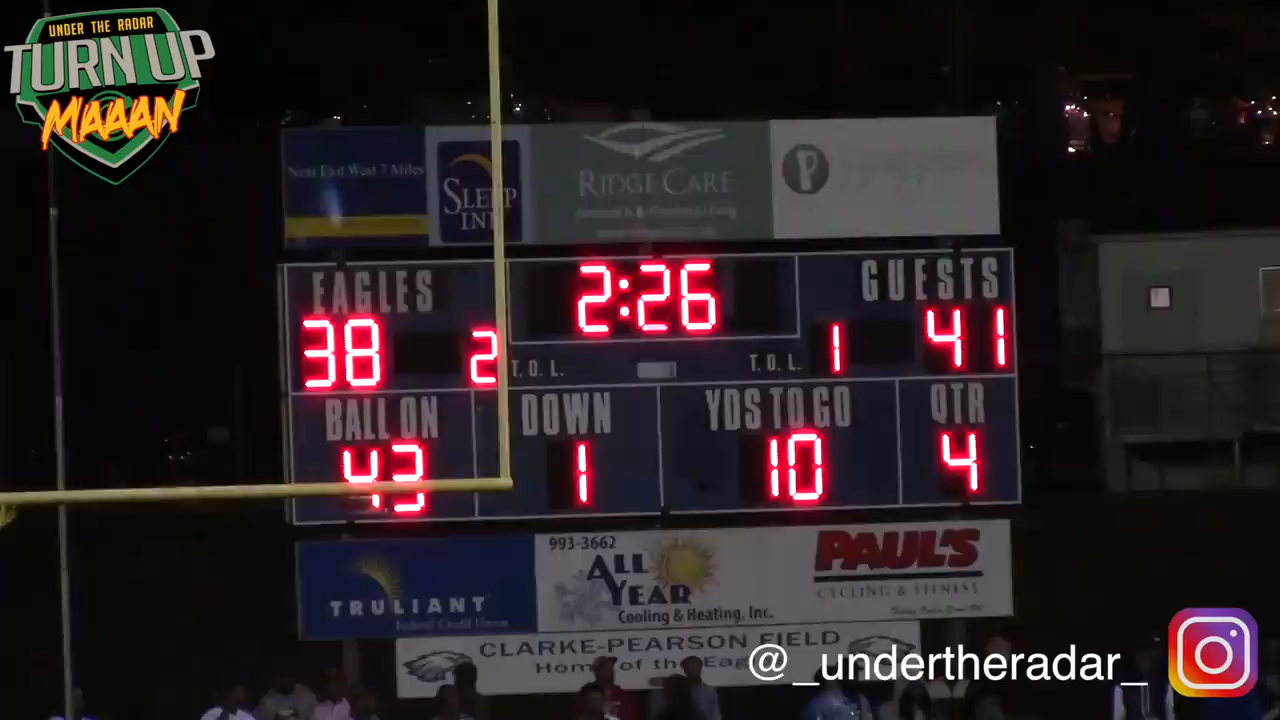 UNDER THE RADAR
TURN UP
MAAAN
Next Exit West 7 Miles
SLEEP
INN
RIDGE CARE
P
EAGLES
2:26
GUESTS
38
2
T. O. L.
T. O. L.
1
41
BALL ON
DOWN
YDS TO GO
QTR
43
1
10
4
TRULIANT
Federal Credit Union
993-3662
ALL
YEAR
Cooling & Heating, Inc.
PAUL'S
CYCLING & FITNESS
CLARKE-PEARSON FIELD
Home of the Eag
@_undertheradar_